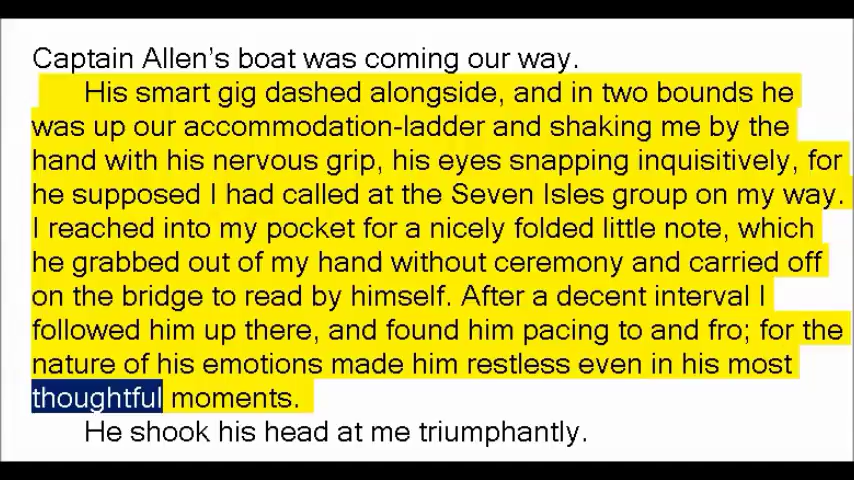 Captain Allen's boat was coming our way.
His smart gig dashed alongside, and in two bounds he
was up our accommodation-ladder and shaking me by the
hand with his nervous grip, his eyes snapping inquisitively, for
he supposed I had called at the Seven Isles group on my way.
I reached into my pocket for a nicely folded little note, which
he grabbed out of my hand without ceremony and carried off
on the bridge to read by himself. After a decent interval I
followed him up there, and found him pacing to and fro; for the
nature of his emotions made him restless even in his most
thoughtful moments.
He shook his head at me triumphantly.